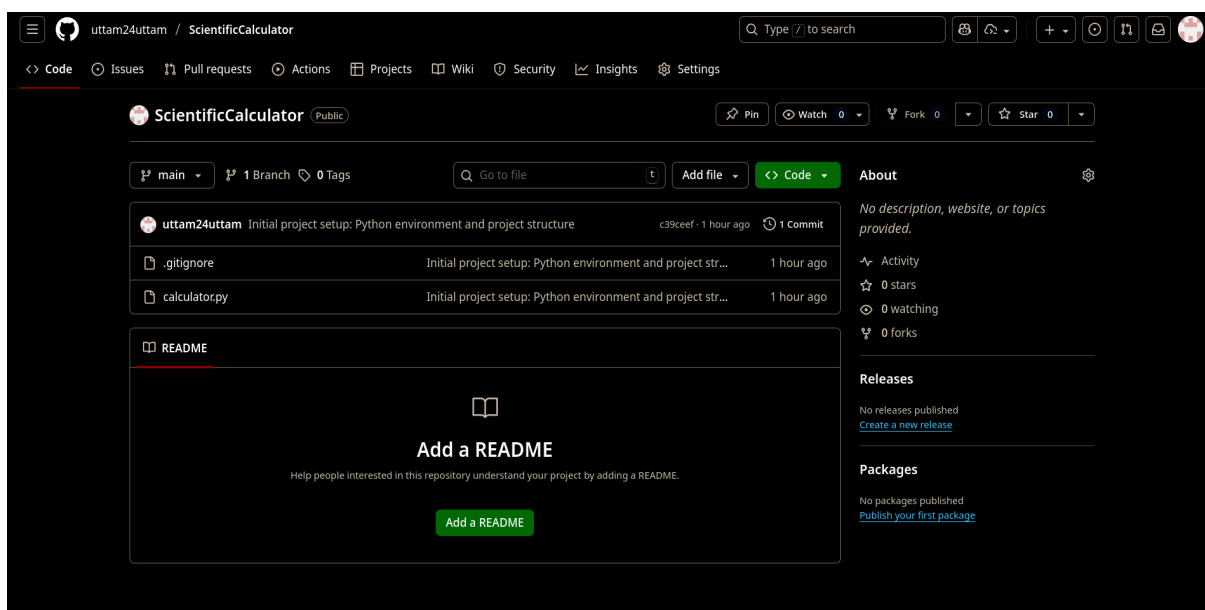 uttam24uttam / ScientificCalculator
Type / to search
Code Issues Pull requests Actions Projects Wiki Security Insights Settings
ScientificCalculator Public
Pin Watch 0 Fork 0 Star 0
main 1 Branch 0 Tags
Go to file t Add file Code
uttam24uttam Initial project setup: Python environment and project structure c39ceef · 1 hour ago 1 Commit
.gitignore Initial project setup: Python environment and project str... 1 hour ago
calculator.py Initial project setup: Python environment and project str... 1 hour ago
README
Add a README
Help people interested in this repository understand your project by adding a README.
Add a README
About
No description, website, or topics
provided.
Activity
0 stars
0 watching
0 forks
Releases
No releases published
Create a new release
Packages
No packages published
Publish your first package